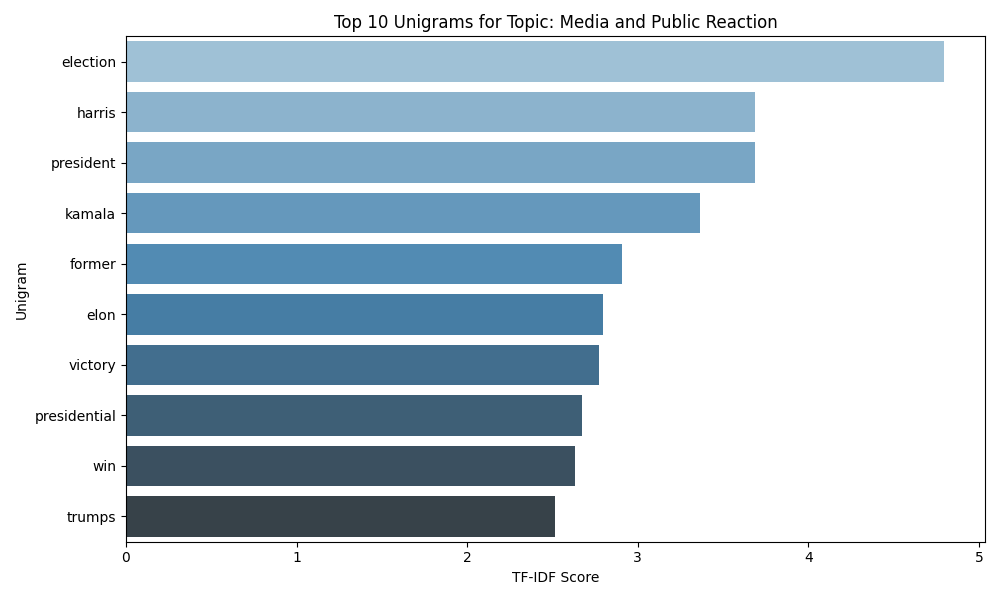 Top 10 Unigrams for Topic: Media and Public Reaction
Unigram
election
harris
president
kamala
former
elon
victory
presidential
win
trumps
0 1 2 3 4 5
TF-IDF Score